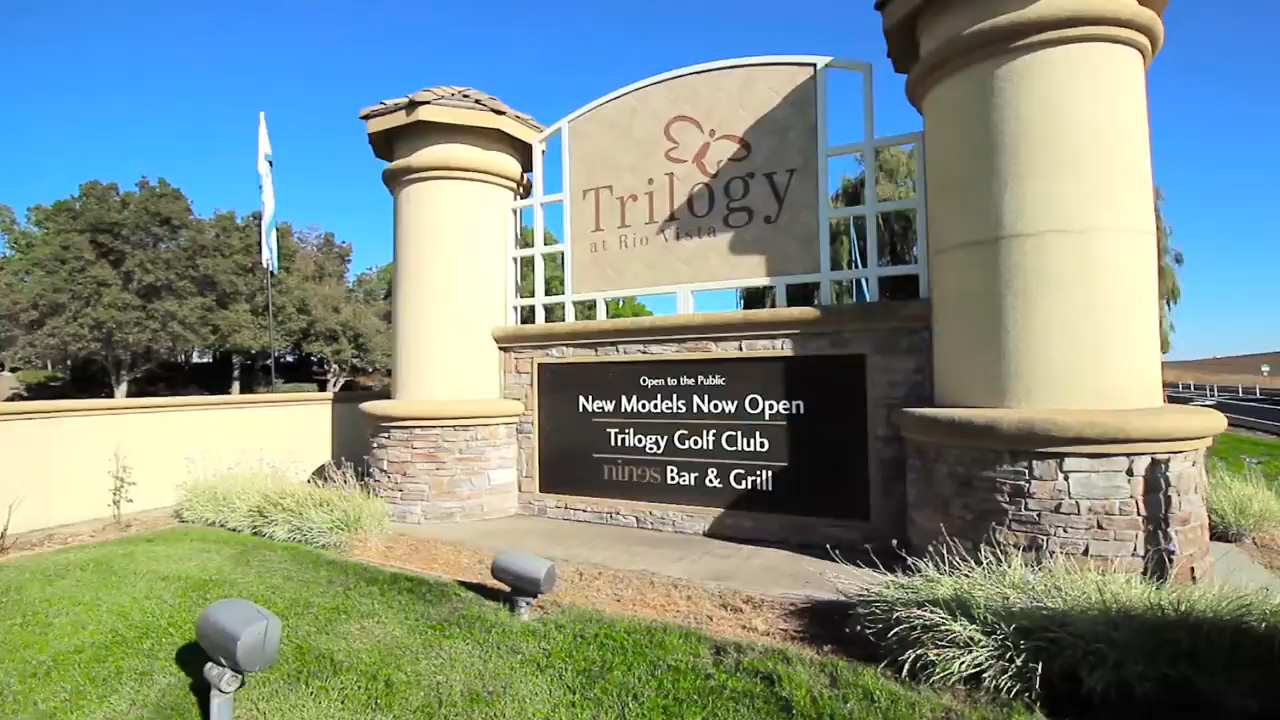 Trilogy
at Rio Vista
Open to the Public
New Models Now Open
Trilogy Golf Club
nines Bar & Grill